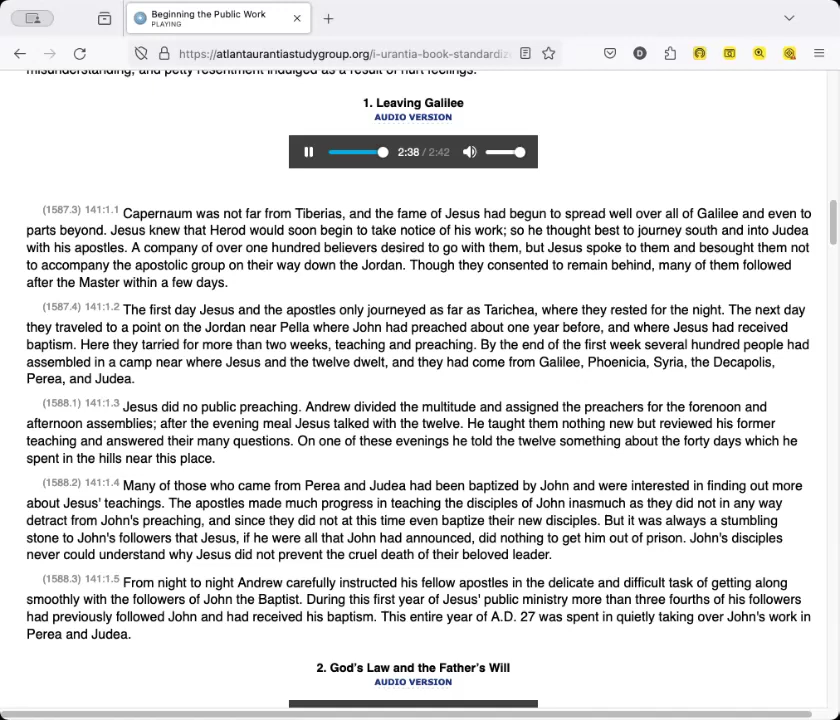 Beginning the Public Work
PLAYING
https://atlantaurantiastudygroup.org/i-urantia-book-standardiz
misunderstanding, and petty resentment indulged as a result of hurt feelings.
1. Leaving Galilee
AUDIO VERSION
2:38 / 2:42
(1587.3) 141:1.1 Capernaum was not far from Tiberias, and the fame of Jesus had begun to spread well over all of Galilee and even to
parts beyond. Jesus knew that Herod would soon begin to take notice of his work; so he thought best to journey south and into Judea
with his apostles. A company of over one hundred believers desired to go with them, but Jesus spoke to them and besought them not
to accompany the apostolic group on their way down the Jordan. Though they consented to remain behind, many of them followed
after the Master within a few days.
(1587.4) 141:1.2 The first day Jesus and the apostles only journeyed as far as Tarichea, where they rested for the night. The next day
they traveled to a point on the Jordan near Pella where John had preached about one year before, and where Jesus had received
baptism. Here they tarried for more than two weeks, teaching and preaching. By the end of the first week several hundred people had
assembled in a camp near where Jesus and the twelve dwelt, and they had come from Galilee, Phoenicia, Syria, the Decapolis,
Perea, and Judea.
(1588.1) 141:1.3 Jesus did no public preaching. Andrew divided the multitude and assigned the preachers for the forenoon and
afternoon assemblies; after the evening meal Jesus talked with the twelve. He taught them nothing new but reviewed his former
teaching and answered their many questions. On one of these evenings he told the twelve something about the forty days which he
spent in the hills near this place.
(1588.2) 141:1.4 Many of those who came from Perea and Judea had been baptized by John and were interested in finding out more
about Jesus' teachings. The apostles made much progress in teaching the disciples of John inasmuch as they did not in any way
detract from John's preaching, and since they did not at this time even baptize their new disciples. But it was always a stumbling
stone to John's followers that Jesus, if he were all that John had announced, did nothing to get him out of prison. John's disciples
never could understand why Jesus did not prevent the cruel death of their beloved leader.
(1588.3) 141:1.5 From night to night Andrew carefully instructed his fellow apostles in the delicate and difficult task of getting along
smoothly with the followers of John the Baptist. During this first year of Jesus' public ministry more than three fourths of his followers
had previously followed John and had received his baptism. This entire year of A.D. 27 was spent in quietly taking over John's work in
Perea and Judea.
2. God's Law and the Father's Will
AUDIO VERSION